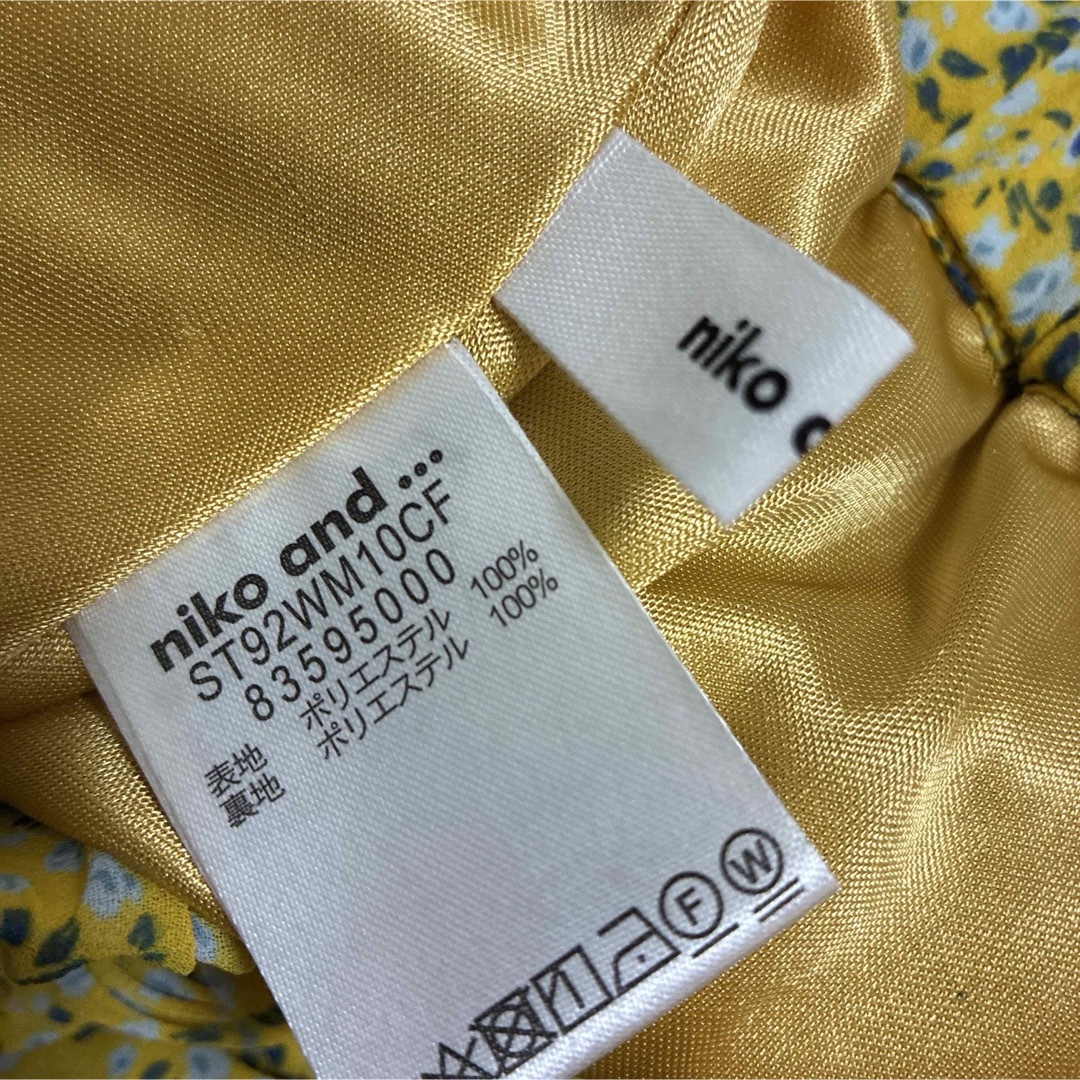 niko and ...
ST92WM10CF
83595000
表地 ポリエステル 100%
裏地 ポリエステル 100%
F W
niko